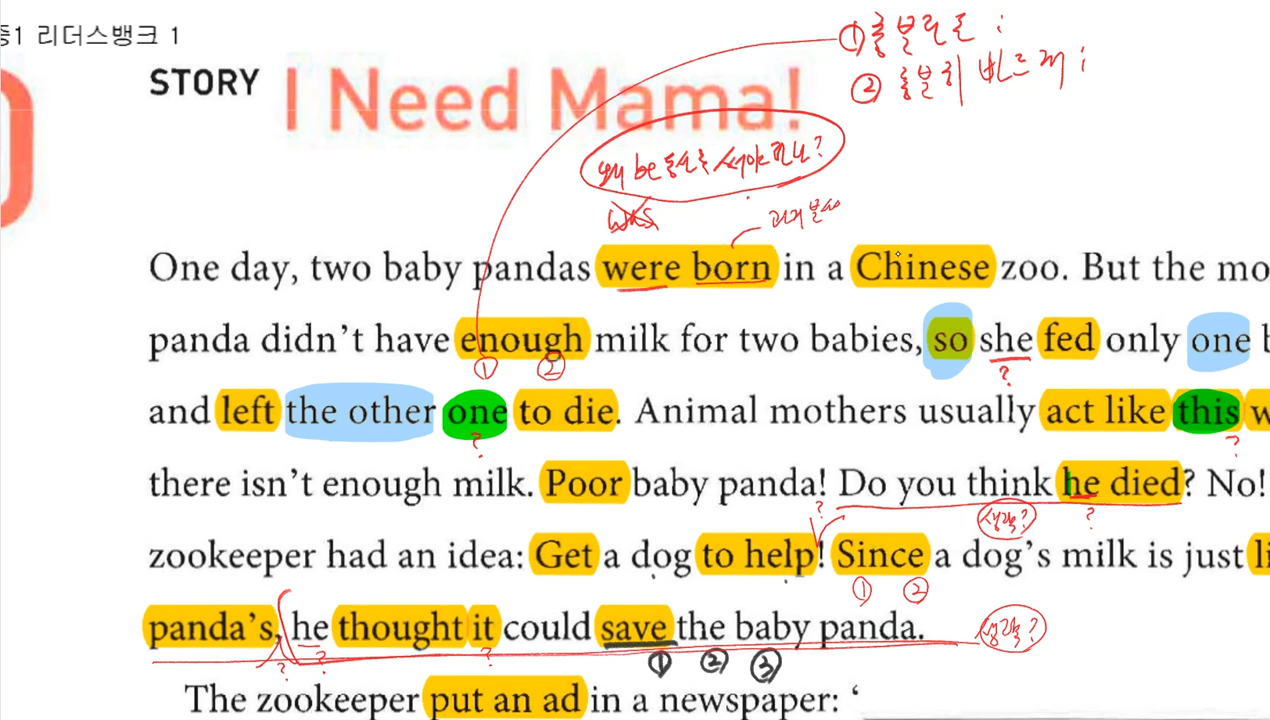 중1 리더스뱅크 1
① 충분한 ;
STORY I Need Mama!
② 충분히 ;
왜 be동사를 써야 하나?
was
과거분사
One day, two baby pandas were born in a Chinese zoo. But the mo
panda didn't have enough milk for two babies, so she fed only one b
① ② ?
and left the other one to die. Animal mothers usually act like this w
? ?
there isn't enough milk. Poor baby panda! Do you think he died? No!
? 생략? ?
zookeeper had an idea: Get a dog to help! Since a dog's milk is just li
① ②
panda's, he thought it could save the baby panda. 생략?
? ? ? ① ② ③
The zookeeper put an ad in a newspaper: ‘